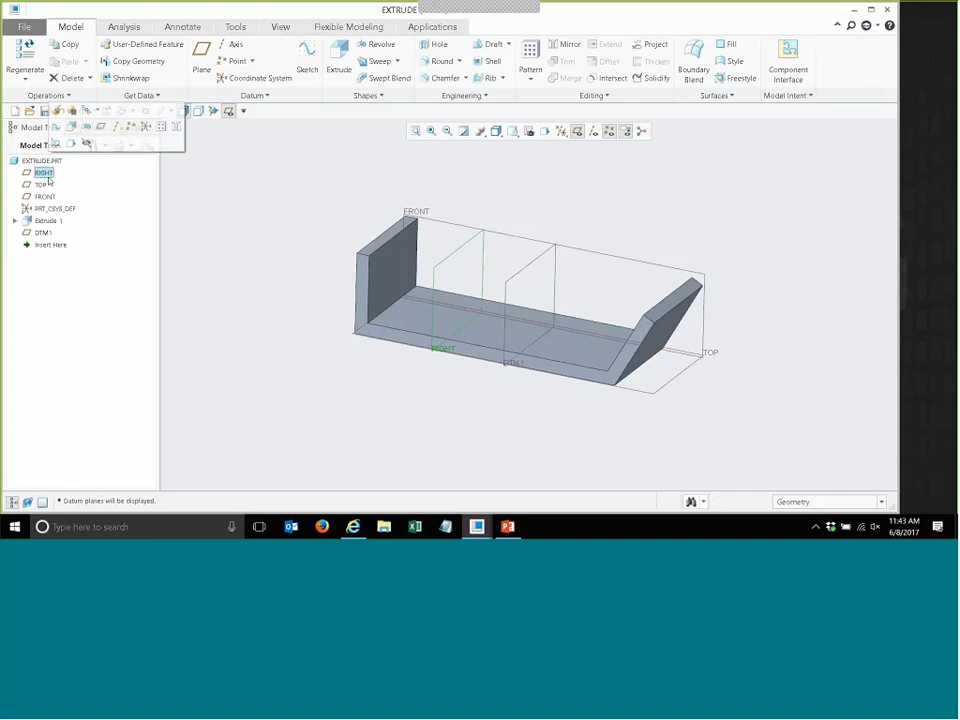 EXTRUDE
File Model Analysis Annotate Tools View Flexible Modeling Applications
Regenerate
Copy
Paste
Delete
Operations
User-Defined Feature
Copy Geometry
Shrinkwrap
Get Data
Plane
Axis
Point
Coordinate System
Sketch
Datum
Extrude
Revolve
Sweep
Swept Blend
Shapes
Hole
Round
Chamfer
Draft
Shell
Rib
Engineering
Pattern
Mirror
Trim
Merge
Extend
Offset
Intersect
Project
Thicken
Solidify
Editing
Boundary
Blend
Fill
Style
Freestyle
Surfaces
Component
Interface
Model Intent
Model T
Model T
EXTRUDE.PRT
RIGHT
TOP
FRONT
PRT_CSYS_DEF
Extrude 1
DTM1
Insert Here
FRONT
RIGHT
DTM1
TOP
• Datum planes will be displayed.
Geometry
Type here to search
11:43 AM
6/8/2017